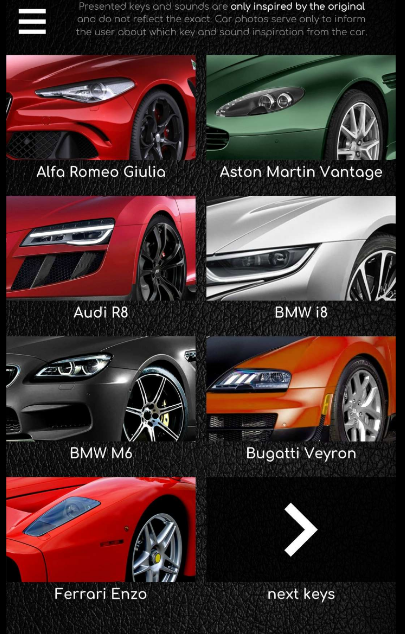 Presented keys and sounds are only inspired by the original
and do not reflect the exact. Car photos serve only to inform
the user about which key and sound inspiration from the car.
Alfa Romeo Giulia
Aston Martin Vantage
Audi R8
BMW i8
BMW M6
Bugatti Veyron
Ferrari Enzo
next keys